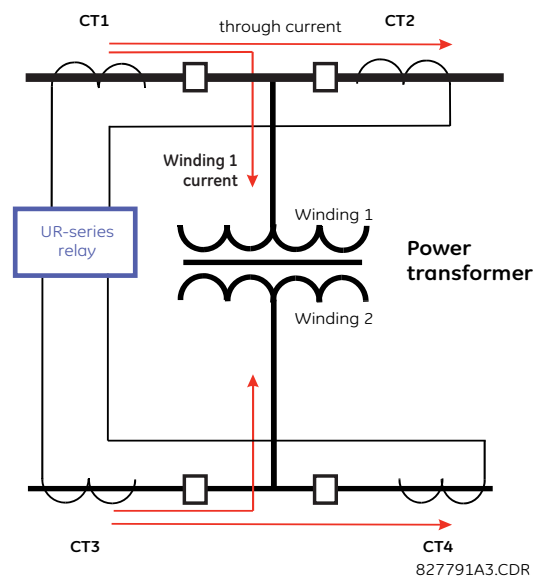 CT1
through current
CT2
Winding 1
current
Winding 1
UR-series
relay
Power
transformer
Winding 2
CT3
CT4
827791A3.CDR